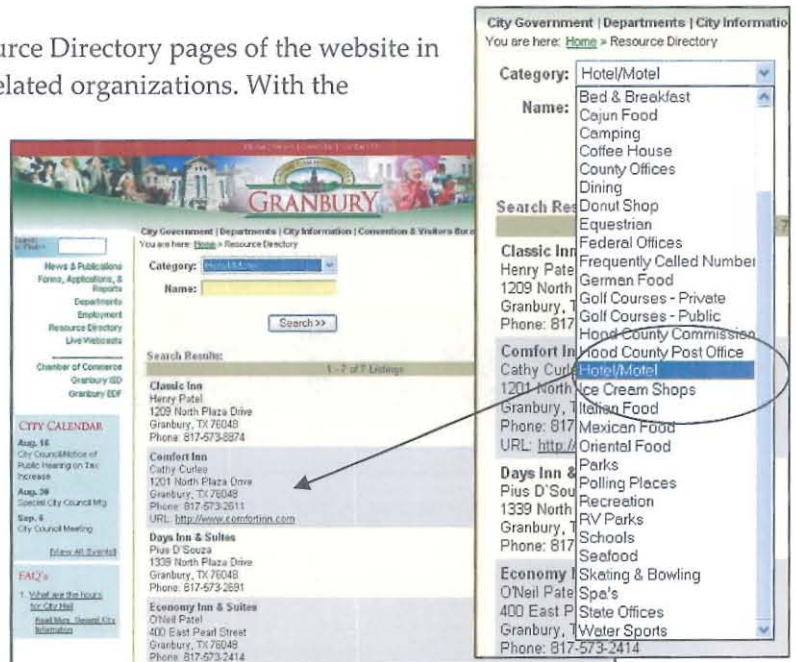 urce Directory pages of the website in
elated organizations. With the
GRANBURY
City Government | Departments | City Information | Convention & Visitors Bur
You are here: Home » Resource Directory
Search
News & Publications
Forms, Applications, &
Reports
Departments
Employment
Resource Directory
Live Webcasts
Chamber of Commerce
Granbury ISD
Granbury EDF
CITY CALENDAR
Aug. 16
City Council/Notice of
Public Hearing on Tax
Increase
Aug. 30
Special City Council Mtg
Sep. 6
City Council Meeting
[View All Events]
FAQ's
1. What are the hours
for City Hall
Read More General City
Information
Category: Hotel/Motel
Name:
Search >>
Search Results:
1 - 7 of 7 Listings
Classic Inn
Henry Patel
1209 North Plaza Drive
Granbury, TX 76048
Phone: 817-573-8874
Comfort Inn
Cathy Curlee
1201 North Plaza Drive
Granbury, TX 76048
Phone: 817-573-2611
URL: http://www.comfortinn.com
Days Inn & Suites
Pius D'Souza
1339 North Plaza Drive
Granbury, TX 76048
Phone: 817-573-2691
Economy Inn & Suites
O'Neil Patel
400 East Pearl Street
Granbury, TX 76048
Phone: 817-573-2414
City Government | Departments | City Informatio
You are here: Home » Resource Directory
Category: Hotel/Motel
Name:
Bed & Breakfast
Cajun Food
Camping
Coffee House
County Offices
Dining
Donut Shop
Equestrian
Federal Offices
Frequently Called Number
German Food
Golf Courses - Private
Golf Courses - Public
Hood County Commission
Hood County Post Office
Hotel/Motel
Ice Cream Shops
Italian Food
Mexican Food
Oriental Food
Parks
Polling Places
Recreation
RV Parks
Schools
Seafood
Skating & Bowling
Spa's
State Offices
Water Sports
Search Res
7
Classic Inn
Henry Pate
1209 North
Granbury, T
Phone: 817
Comfort In
Cathy Curle
1201 North
Granbury, T
Phone: 817
URL: http:/
Days Inn &
Pius D'Sou
1339 North
Granbury, T
Phone: 817
Economy I
O'Neil Pate
400 East P
Granbury, T
Phone: 817-573-2414